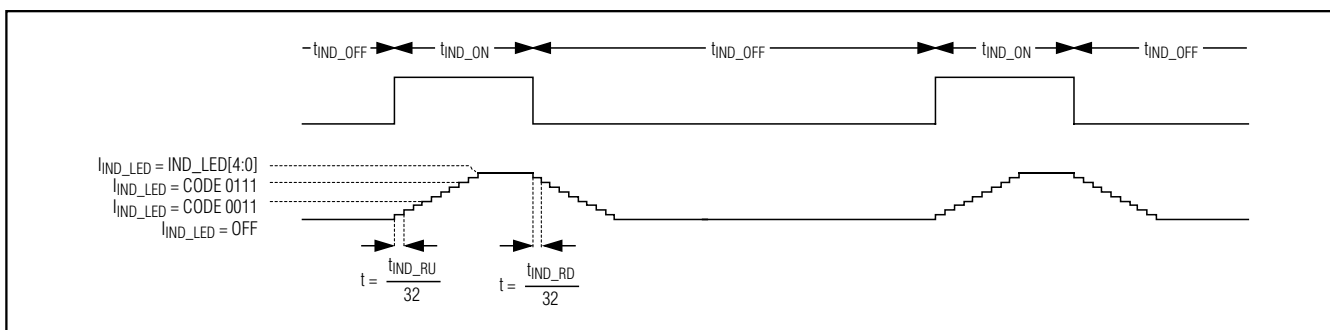 tIND_OFF tIND_ON tIND_OFF tIND_ON tIND_OFF
IIND_LED = IND_LED[4:0]
IIND_LED = CODE 0111
IIND_LED = CODE 0011
IIND_LED = OFF
t = tIND_RU
32
t = tIND_RD
32